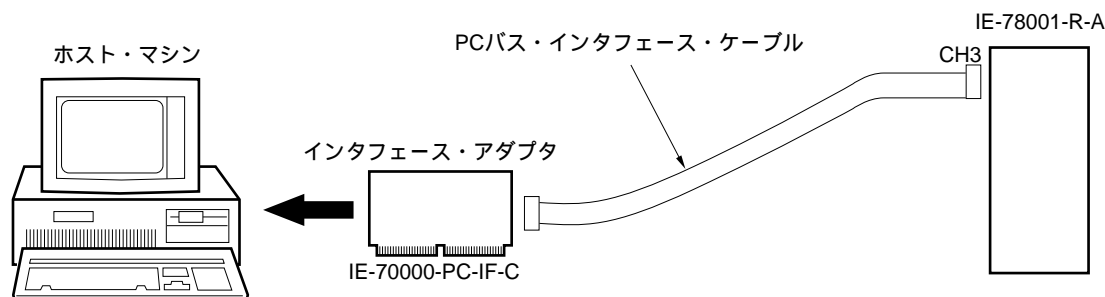 IE-78001-R-A
ホスト・マシン
PCバス・インタフェース・ケーブル
CH3
インタフェース・アダプタ
IE-70000-PC-IF-C